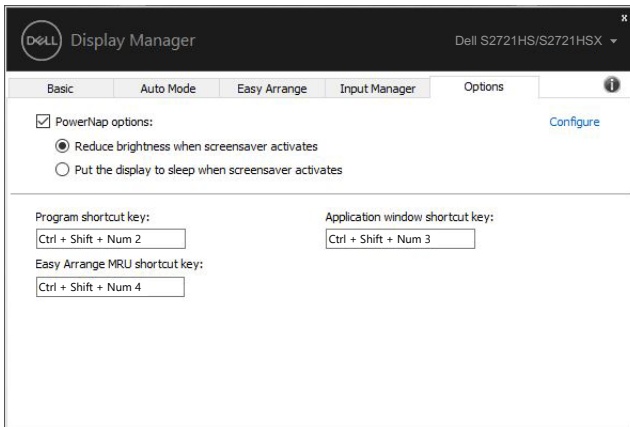 x
DELL Display Manager
Dell S2721HS/S2721HSX
Basic Auto Mode Easy Arrange Input Manager Options i
PowerNap options: Configure
Reduce brightness when screensaver activates
Put the display to sleep when screensaver activates
Program shortcut key: Application window shortcut key:
Ctrl + Shift + Num 2 Ctrl + Shift + Num 3
Easy Arrange MRU shortcut key:
Ctrl + Shift + Num 4